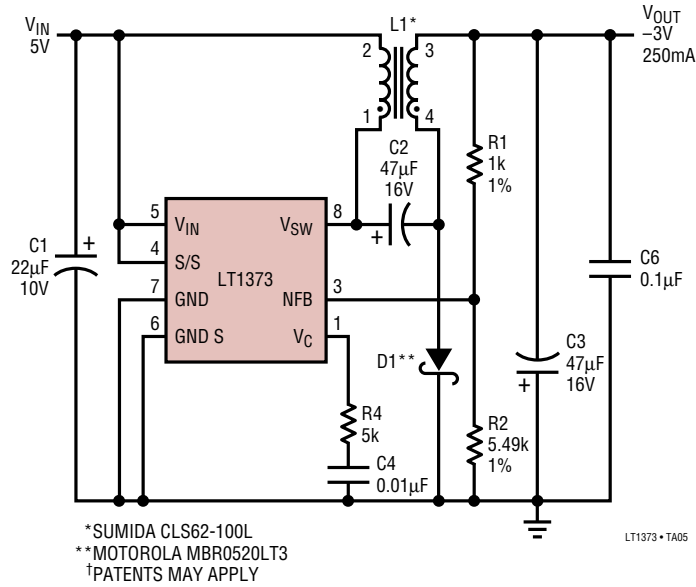 VIN
5V
L1*
VOUT
–3V
250mA
2
3
1
4
C2
47µF
16V
+
R1
1k
1%
C1
22µF
10V
+
5
VIN
VSW
8
4
S/S
LT1373
7
GND
NFB
3
6
GND S
VC
1
C6
0.1µF
D1**
C3
47µF
16V
+
R4
5k
R2
5.49k
1%
C4
0.01µF
*SUMIDA CLS62-100L
**MOTOROLA MBR0520LT3
†PATENTS MAY APPLY
LT1373 • TA05